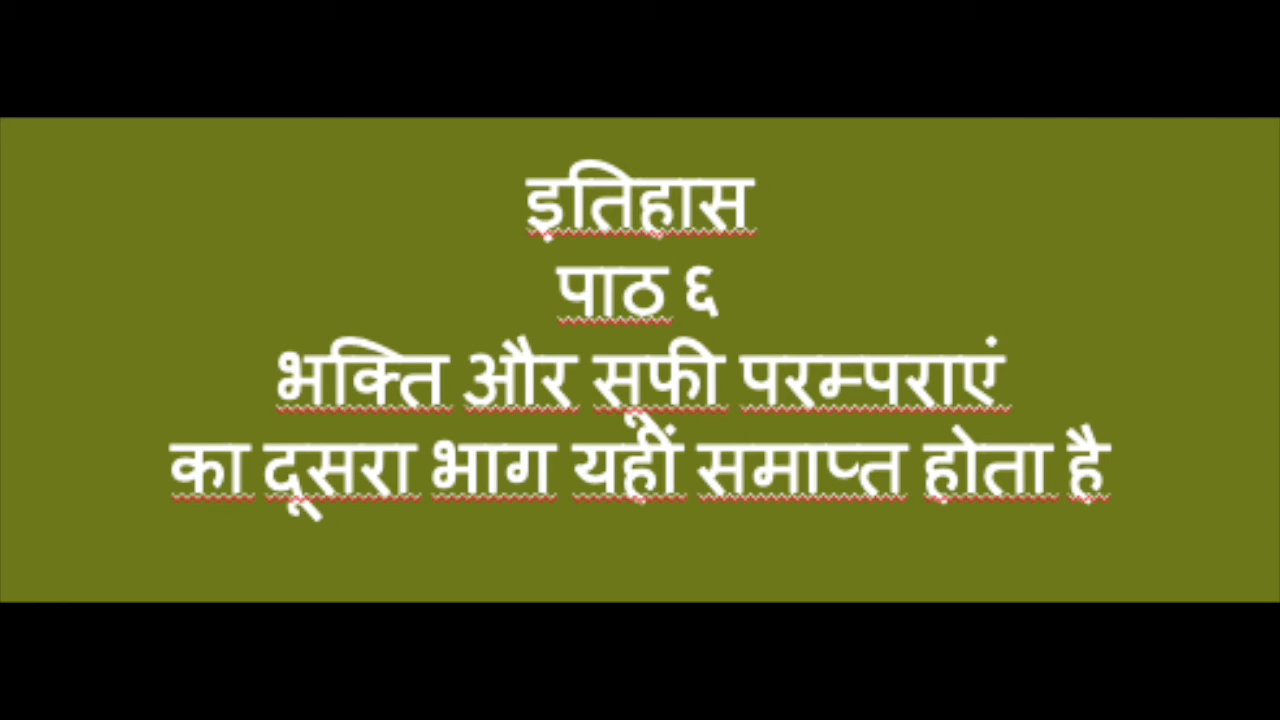 इतिहास
पाठ ६
भक्ति और सूफी परम्पराएं
का दूसरा भाग यहीं समाप्त होता है